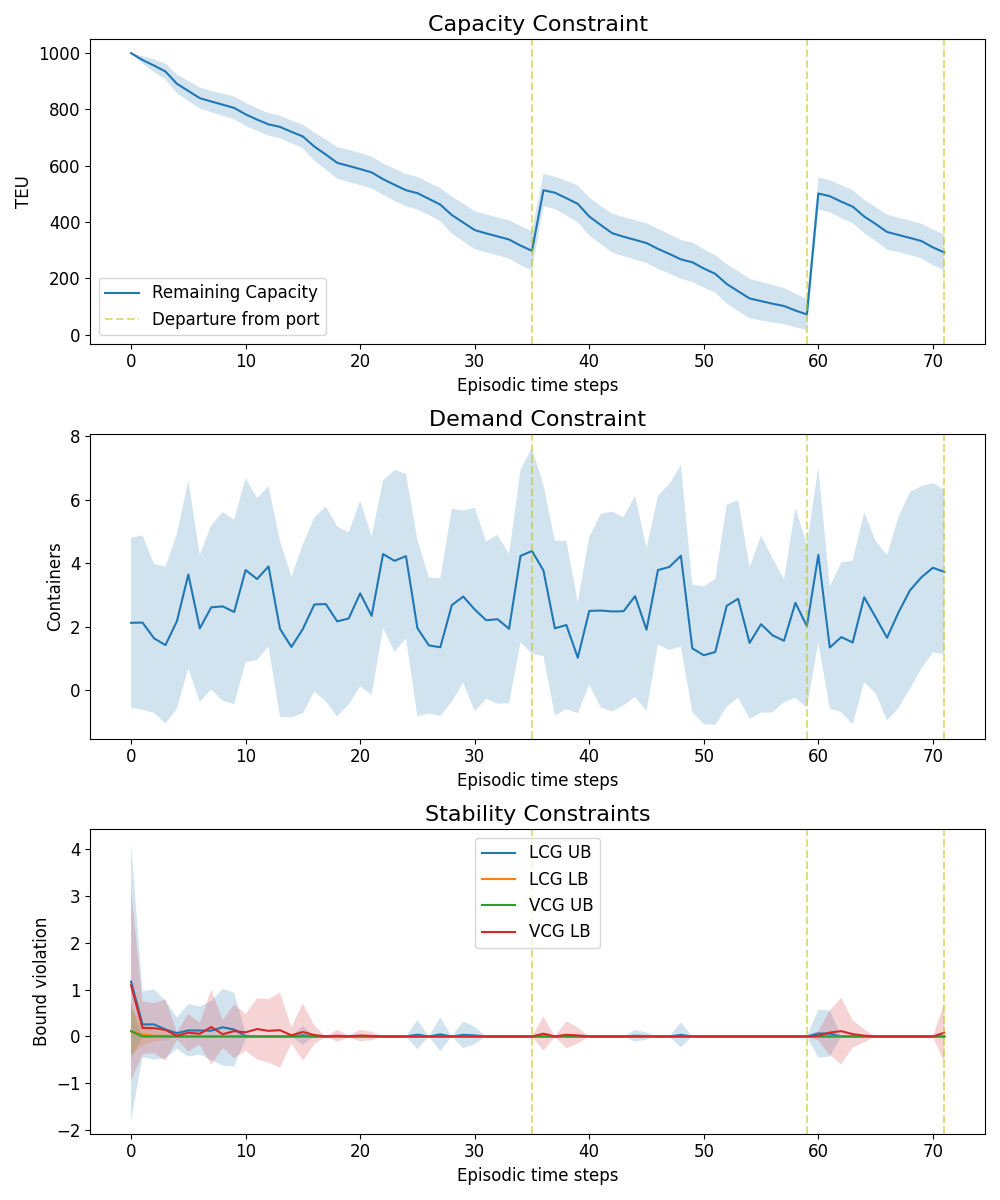 Capacity Constraint
1000
800
600
400
200
0
TEU
Remaining Capacity
Departure from port
0 10 20 30 40 50 60 70
Episodic time steps
Demand Constraint
8
6
4
2
0
Containers
0 10 20 30 40 50 60 70
Episodic time steps
Stability Constraints
4
3
2
1
0
−1
−2
Bound violation
LCG UB
LCG LB
VCG UB
VCG LB
0 10 20 30 40 50 60 70
Episodic time steps